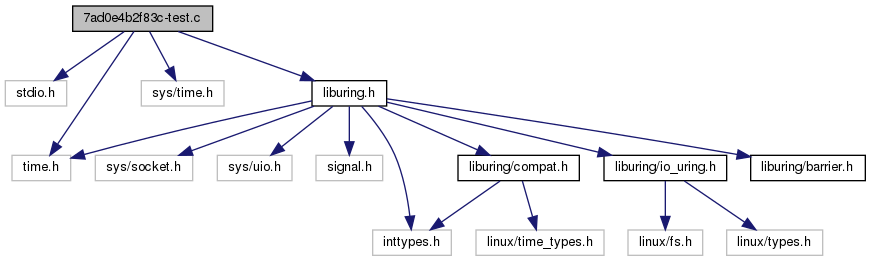 7ad0e4b2f83c-test.c
stdio.h
sys/time.h
liburing.h
time.h
sys/socket.h
sys/uio.h
signal.h
liburing/compat.h
liburing/io_uring.h
liburing/barrier.h
inttypes.h
linux/time_types.h
linux/fs.h
linux/types.h